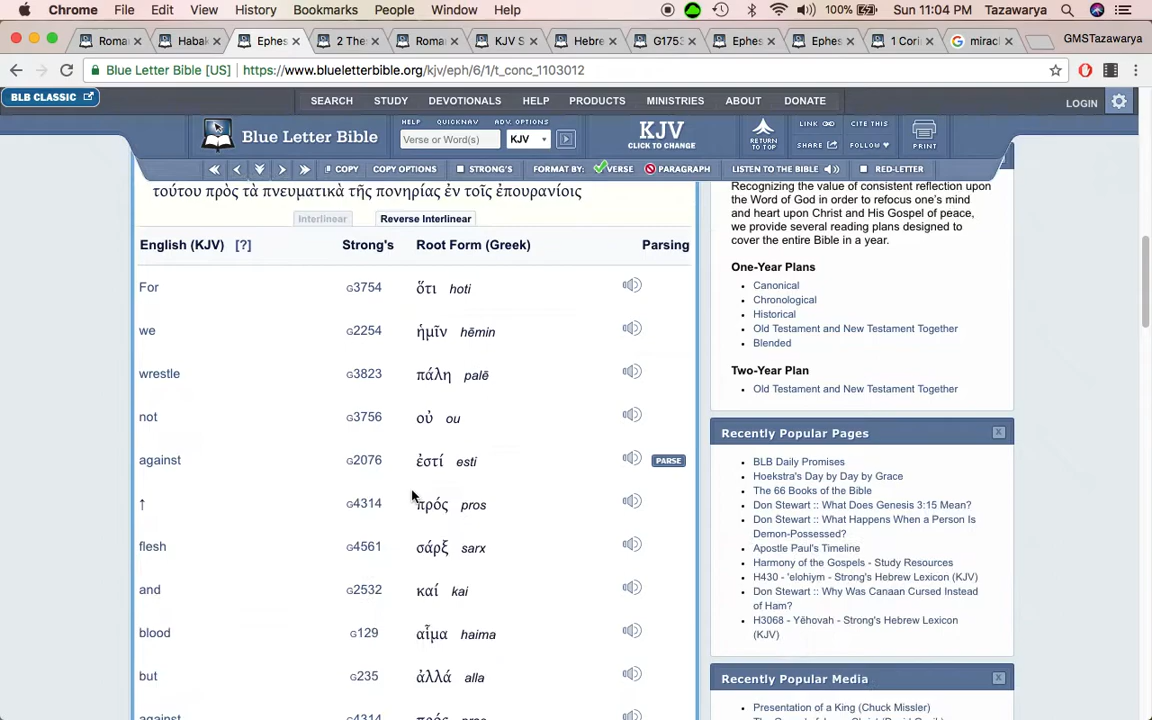 Chrome File Edit View History Bookmarks People Window Help 100% Sun 11:04 PM Tazawarya
Roma Habak Ephes 2 The Roma KJV S Hebre G1753 Ephes Ephes 1 Cori mirac GMSTazawarya
Blue Letter Bible [US] https://www.blueletterbible.org/kjv/eph/6/1/t_conc_1103012
BLB CLASSIC SEARCH STUDY DEVOTIONALS HELP PRODUCTS MINISTRIES ABOUT DONATE LOGIN
HELP QUICKNAV ADV. OPTIONS
Blue Letter Bible Verse or Word(s) KJV
KJV
CLICK TO CHANGE
RETURN
TO TOP
LINK CITE THIS
SHARE FOLLOW PRINT
COPY COPY OPTIONS STRONG'S FORMAT BY: VERSE PARAGRAPH LISTEN TO THE BIBLE RED-LETTER
τούτου πρὸς τὰ πνευματικὰ τῆς πονηρίας ἐν τοῖς ἐπουρανίοις
Interlinear Reverse Interlinear
English (KJV) [?] Strong's Root Form (Greek) Parsing
For G3754 ὅτι hoti
we G2254 ἡμῖν hēmin
wrestle G3823 πάλη palē
not G3756 οὐ ou
against G2076 ἐστί esti PARSE
↑ G4314 πρός pros
flesh G4561 σάρξ sarx
and G2532 καί kai
blood G129 αἷμα haima
but G235 ἀλλά alla
against G4314 πρός pros
Recognizing the value of consistent reflection upon
the Word of God in order to refocus one's mind
and heart upon Christ and His Gospel of peace,
we provide several reading plans designed to
cover the entire Bible in a year.
One-Year Plans
Canonical
Chronological
Historical
Old Testament and New Testament Together
Blended
Two-Year Plan
Old Testament and New Testament Together
Recently Popular Pages
BLB Daily Promises
Hoekstra's Day by Day by Grace
The 66 Books of the Bible
Don Stewart :: What Does Genesis 3:15 Mean?
Don Stewart :: What Happens When a Person Is
Demon-Possessed?
Apostle Paul's Timeline
Harmony of the Gospels - Study Resources
H430 - 'elohiym - Strong's Hebrew Lexicon (KJV)
Don Stewart :: Why Was Canaan Cursed Instead
of Ham?
H3068 - Yĕhovah - Strong's Hebrew Lexicon
(KJV)
Recently Popular Media
Presentation of a King (Chuck Missler)